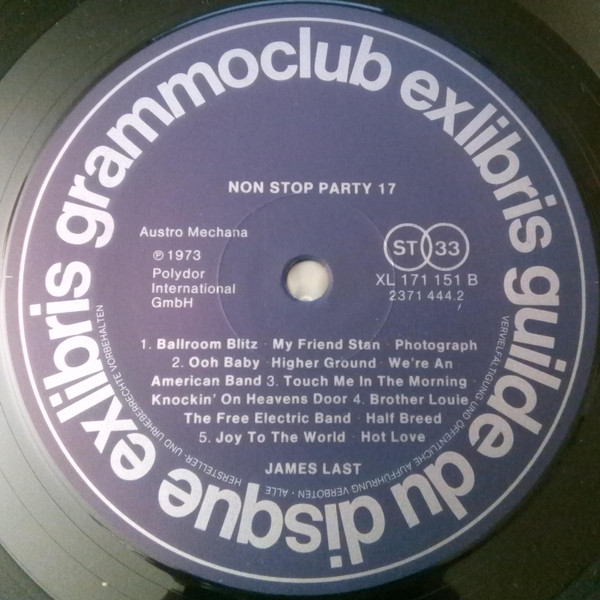 exlibris grammoclub exlibris guilde du disque
NON STOP PARTY 17
Austro Mechana
℗ 1973
Polydor
International
GmbH
ST 33
XL 171 151 B
2371 444.2
1. Ballroom Blitz · My Friend Stan · Photograph
2. Ooh Baby · Higher Ground · We're An
American Band 3. Touch Me In The Morning ·
Knockin' On Heavens Door 4. Brother Louie
The Free Electric Band · Half Breed
5. Joy To The World · Hot Love
JAMES LAST
HERSTELLER- UND URHEBERRECHTE VORBEHALTEN
VERVIELFÄLTIGUNG UND ÖFFENTLICHE AUFFÜHRUNG VERBOTEN · ALLE